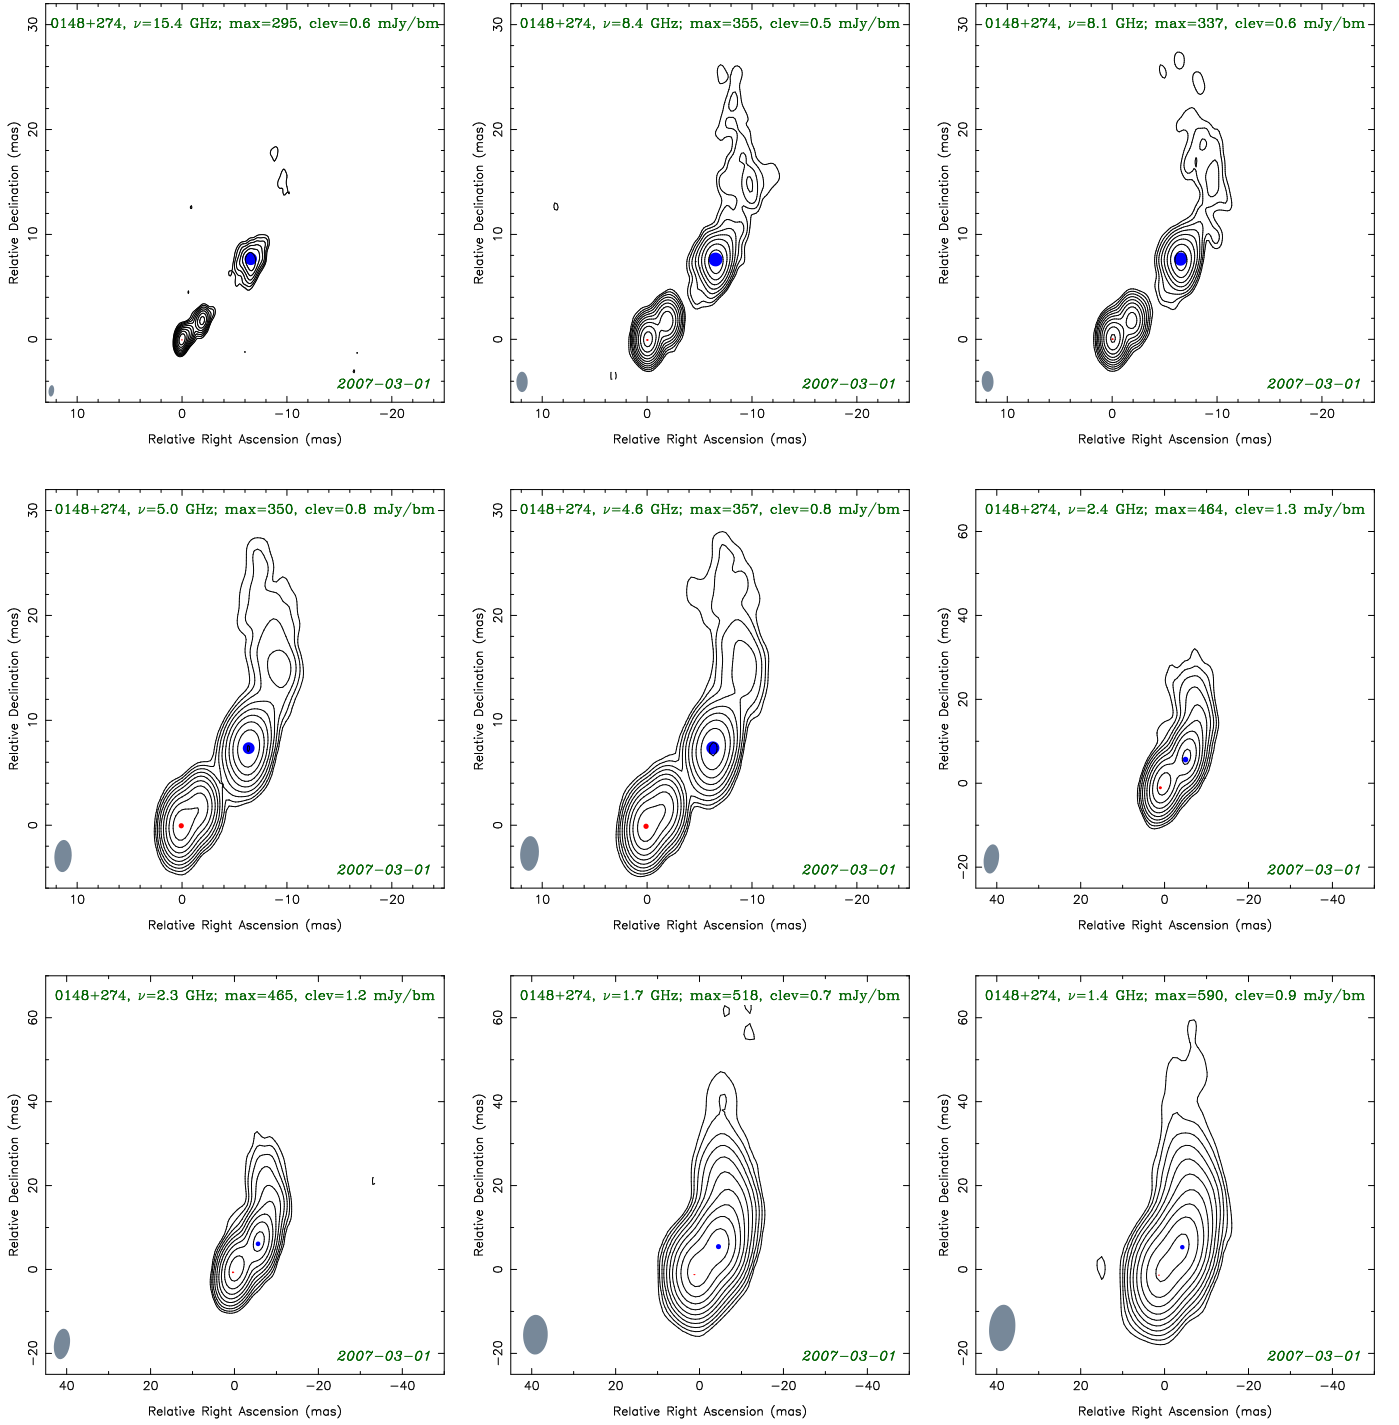 0148+274, ν=15.4 GHz; max=295, clev=0.6 mJy/bm
30
20
10
0
Relative Declination (mas)
2007-03-01
10 0 −10 −20
Relative Right Ascension (mas)
0148+274, ν=8.4 GHz; max=355, clev=0.5 mJy/bm
30
20
10
0
Relative Declination (mas)
2007-03-01
10 0 −10 −20
Relative Right Ascension (mas)
0148+274, ν=8.1 GHz; max=337, clev=0.6 mJy/bm
30
20
10
0
Relative Declination (mas)
2007-03-01
10 0 −10 −20
Relative Right Ascension (mas)
0148+274, ν=5.0 GHz; max=350, clev=0.8 mJy/bm
30
20
10
0
Relative Declination (mas)
2007-03-01
10 0 −10 −20
Relative Right Ascension (mas)
0148+274, ν=4.6 GHz; max=357, clev=0.8 mJy/bm
30
20
10
0
Relative Declination (mas)
2007-03-01
10 0 −10 −20
Relative Right Ascension (mas)
0148+274, ν=2.4 GHz; max=464, clev=1.3 mJy/bm
60
40
20
0
−20
Relative Declination (mas)
2007-03-01
40 20 0 −20 −40
Relative Right Ascension (mas)
0148+274, ν=2.3 GHz; max=465, clev=1.2 mJy/bm
60
40
20
0
−20
Relative Declination (mas)
2007-03-01
40 20 0 −20 −40
Relative Right Ascension (mas)
0148+274, ν=1.7 GHz; max=518, clev=0.7 mJy/bm
60
40
20
0
−20
Relative Declination (mas)
2007-03-01
40 20 0 −20 −40
Relative Right Ascension (mas)
0148+274, ν=1.4 GHz; max=590, clev=0.9 mJy/bm
60
40
20
0
−20
Relative Declination (mas)
2007-03-01
40 20 0 −20 −40
Relative Right Ascension (mas)